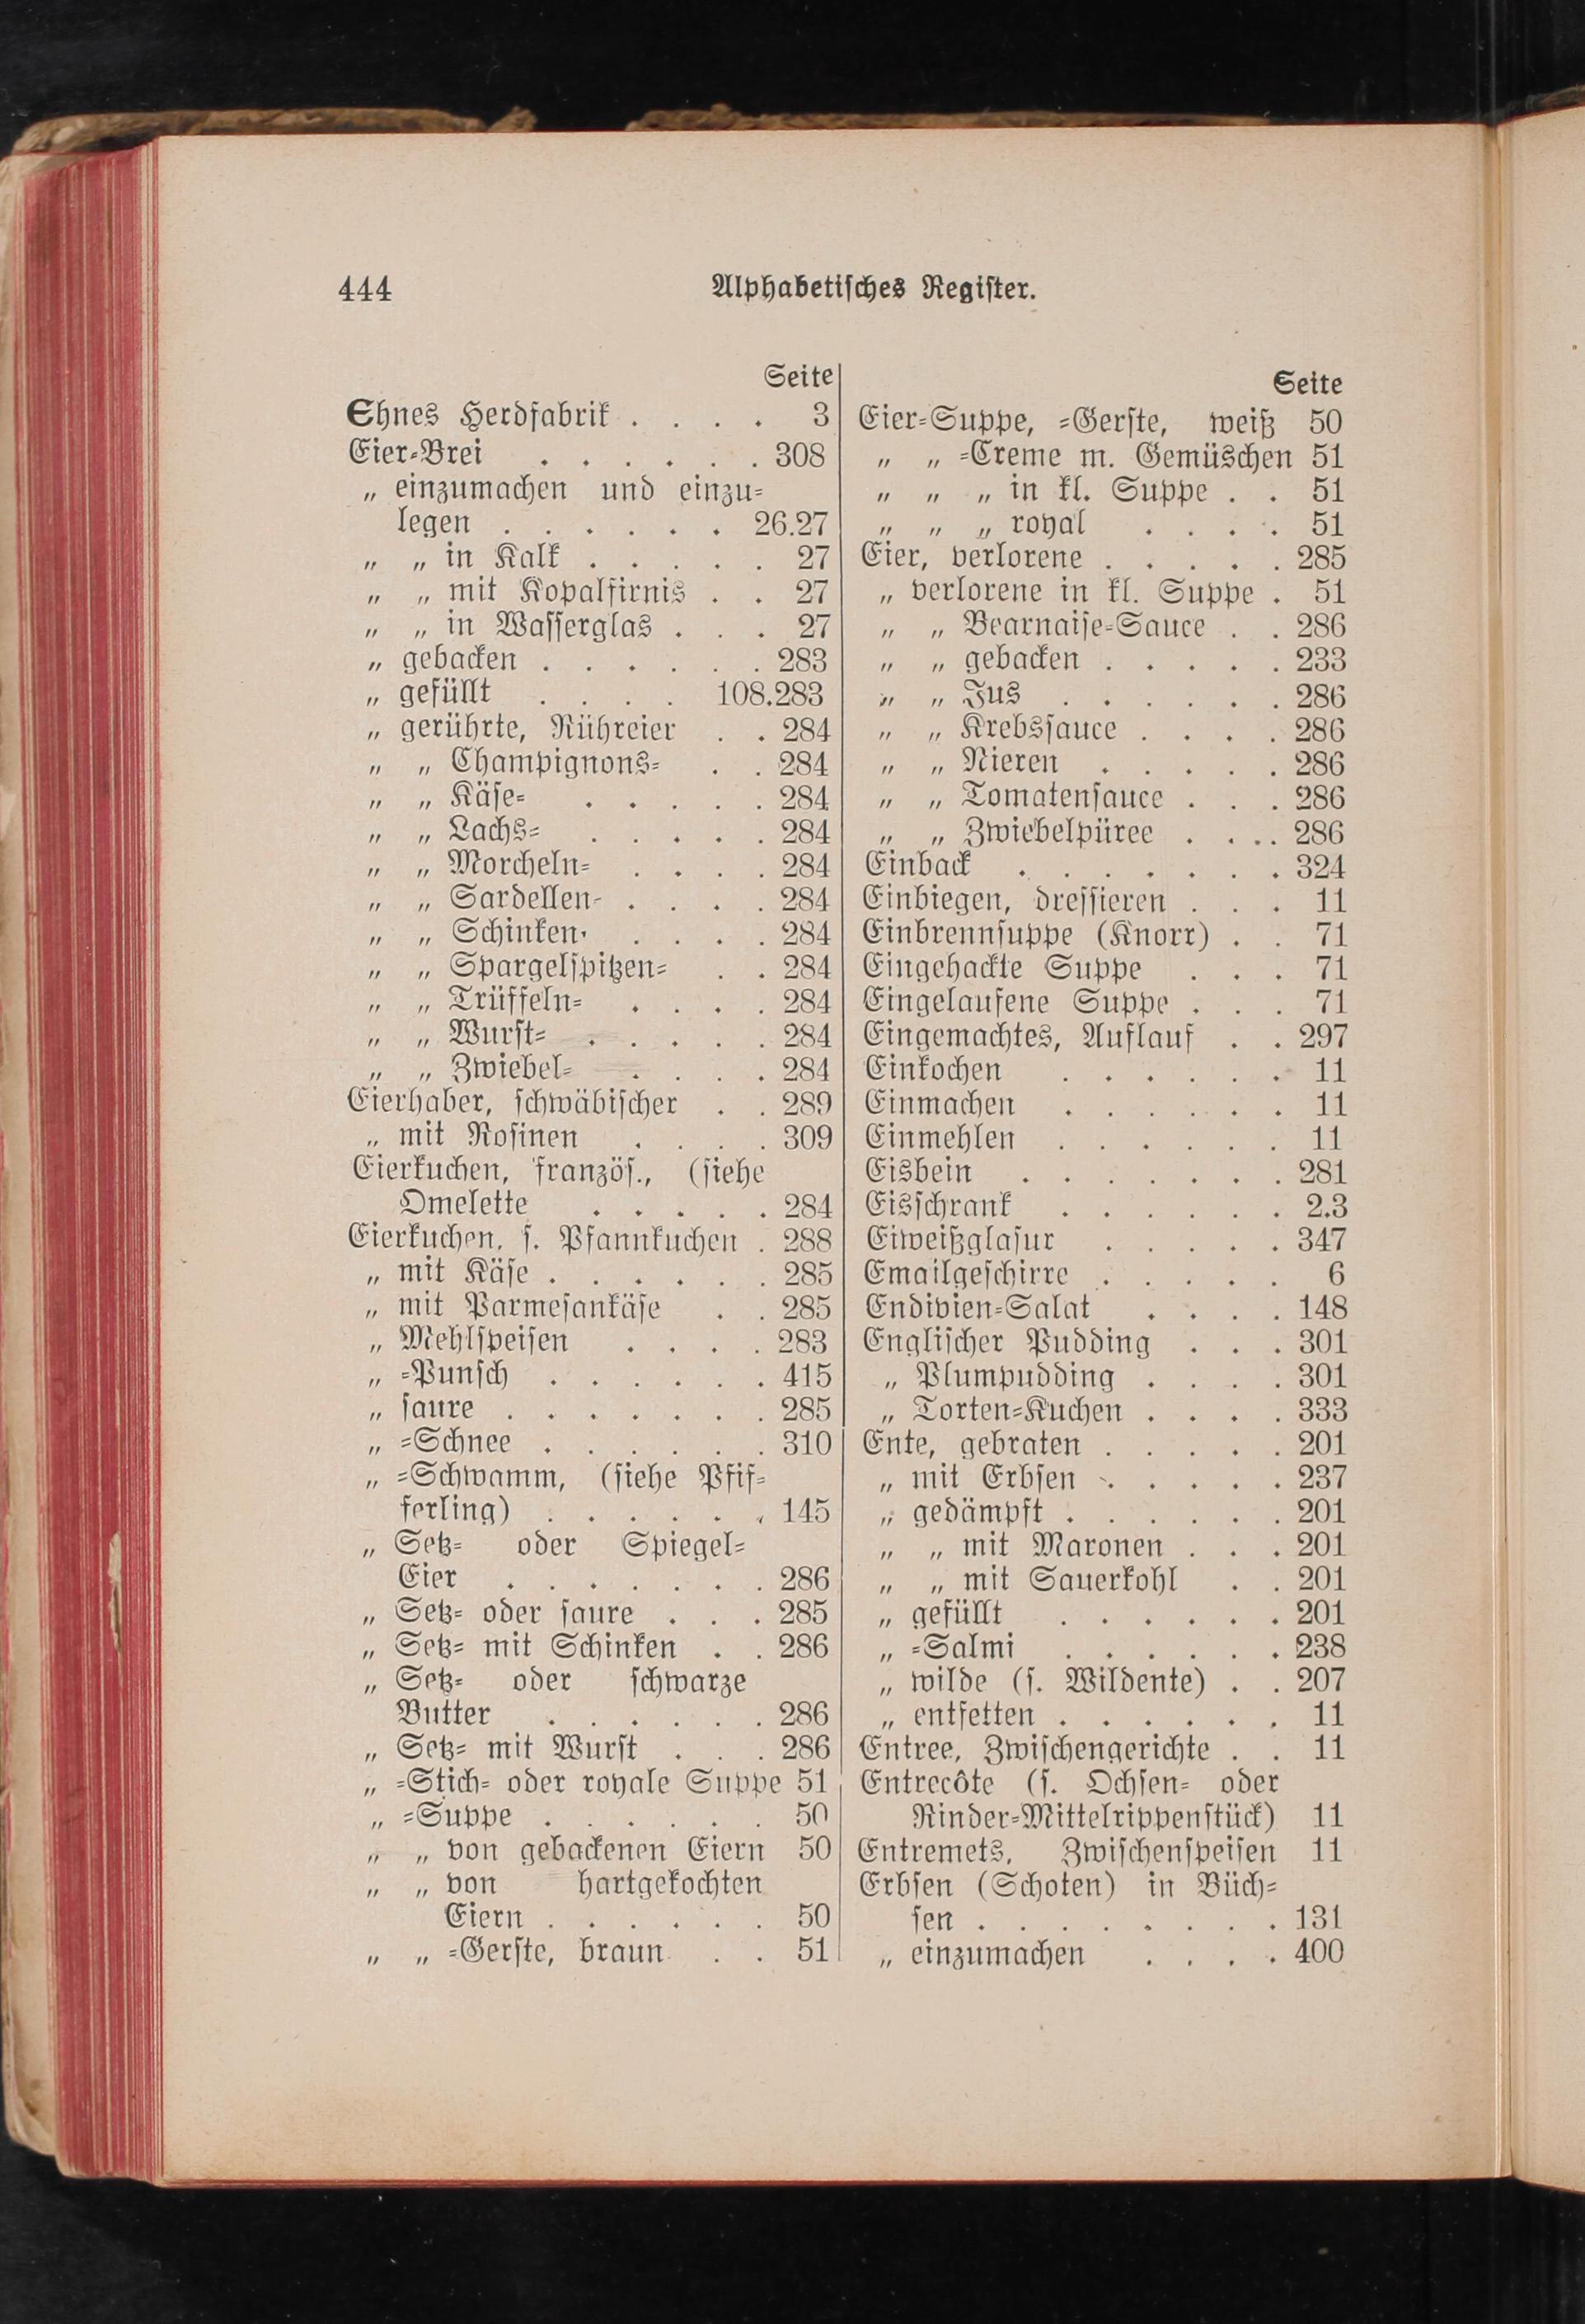 444 Alphabetisches Register.
Seite
Ehnes Herdfabrik . . . . 3
Eier-Brei . . . . . . 308
„ einzumachen und einzu-
legen . . . . . . 26.27
„ „ in Kalk . . . . . 27
„ „ mit Kopalfirnis . . 27
„ „ in Wasserglas . . . 27
„ gebacken . . . . . . 283
„ gefüllt . . . . 108.283
„ gerührte, Rühreier . . 284
„ „ Champignons- . . 284
„ „ Käse- . . . . . 284
„ „ Lachs- . . . . . 284
„ „ Morcheln- . . . . 284
„ „ Sardellen- . . . . 284
„ „ Schinken- . . . . 284
„ „ Spargelspitzen- . . 284
„ „ Trüffeln- . . . . 284
„ „ Wurst- . . . . . 284
„ „ Zwiebel- . . . . 284
Eierhaber, schwäbischer . . 289
„ mit Rosinen . . . . 309
Eierkuchen, französ., (siehe
Omelette . . . . . 284
Eierkuchen, s. Pfannkuchen . 288
„ mit Käse . . . . . . 285
„ mit Parmesankäse . . 285
„ Mehlspeisen . . . . 283
„ -Punsch . . . . . . 415
„ saure . . . . . . . 285
„ -Schnee . . . . . . 310
„ -Schwamm, (siehe Pfif-
ferling) . . . . . . 145
„ Setz- oder Spiegel-
Eier . . . . . . . 286
„ Setz- oder saure . . . 285
„ Setz- mit Schinken . . 286
„ Setz- oder schwarze
Butter . . . . . . 286
„ Setz- mit Wurst . . . 286
„ -Stich- oder royale Suppe 51
„ -Suppe . . . . . . 50
„ „ von gebackenen Eiern 50
„ „ von hartgekochten
Eiern . . . . . . 50
„ „ -Gerste, braun . . 51
Seite
Eier-Suppe, -Gerste, weiß 50
„ „ -Creme m. Gemüschen 51
„ „ „ in kl. Suppe . . 51
„ „ „ royal . . . . 51
Eier, verlorene . . . . . 285
„ verlorene in kl. Suppe . 51
„ „ Bearnaise-Sauce . . 286
„ „ gebacken . . . . . 233
„ „ Jus . . . . . . 286
„ „ Krebssauce . . . . 286
„ „ Nieren . . . . . 286
„ „ Tomatensauce . . . 286
„ „ Zwiebelpüree . . . . 286
Einback . . . . . . . 324
Einbiegen, dressieren . . . 11
Einbrennsuppe (Knorr) . . 71
Eingehackte Suppe . . . 71
Eingelaufene Suppe . . . 71
Eingemachtes, Auflauf . . 297
Einkochen . . . . . . 11
Einmachen . . . . . . 11
Einmehlen . . . . . . 11
Eisbein . . . . . . . 281
Eisschrank . . . . . . 2.3
Eiweißglasur . . . . . 347
Emailgeschirre . . . . . 6
Endivien-Salat . . . . 148
Englischer Pudding . . . 301
„ Plumpudding . . . . 301
„ Torten-Kuchen . . . . 333
Ente, gebraten . . . . . 201
„ mit Erbsen . . . . . 237
„ gedämpft . . . . . . 201
„ „ mit Maronen . . . 201
„ „ mit Sauerkohl . . 201
„ gefüllt . . . . . . 201
„ -Salmi . . . . . . 238
„ wilde (s. Wildente) . . 207
„ entfetten . . . . . . 11
Entree, Zwischengerichte . . 11
Entrecôte (s. Ochsen- oder
Rinder-Mittelrippenstück) 11
Entremets, Zwischenspeisen 11
Erbsen (Schoten) in Büch-
sen . . . . . . . . 131
„ einzumachen . . . . 400